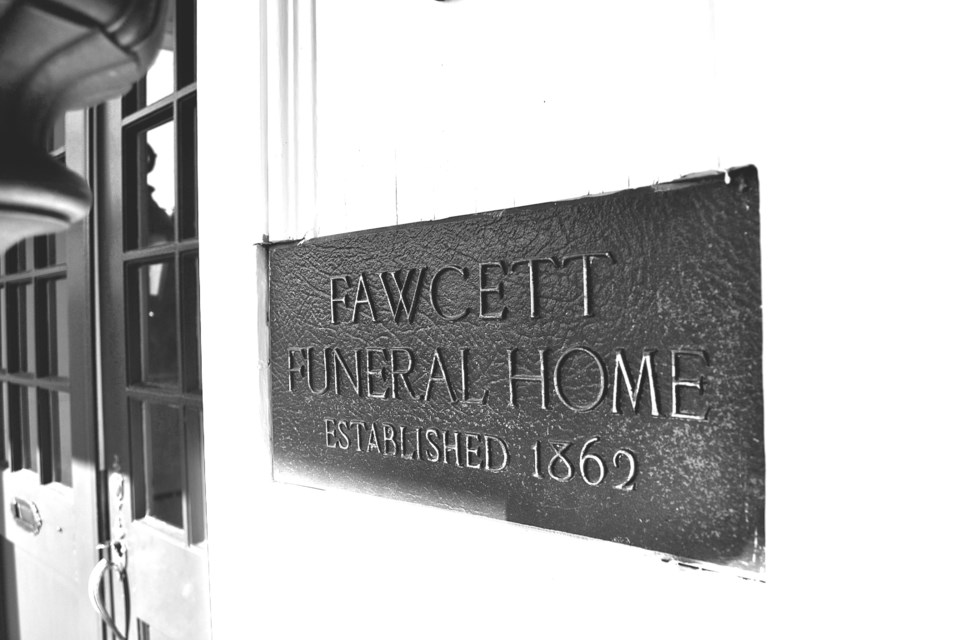 FAWCETT
FUNERAL HOME
ESTABLISHED 1862